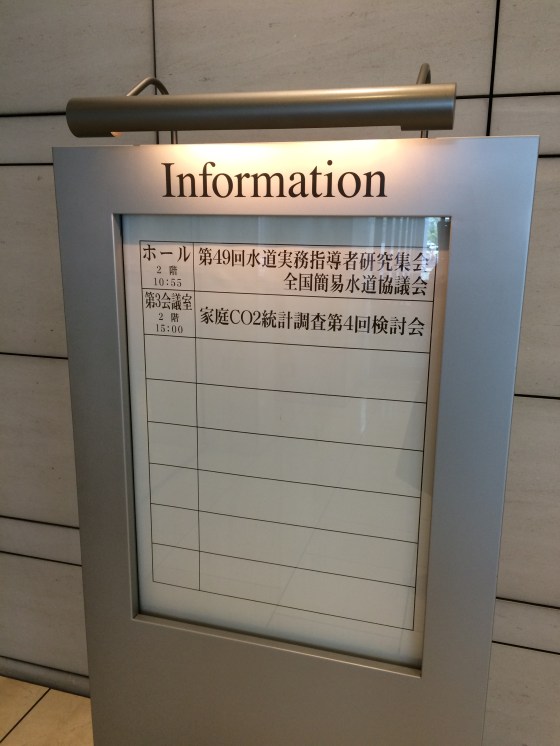 Information
ホール
2 階
10:55
第49回水道実務指導者研究集会
全国簡易水道協議会
第3会議室
2 階
15:00
家庭CO2統計調査第4回検討会